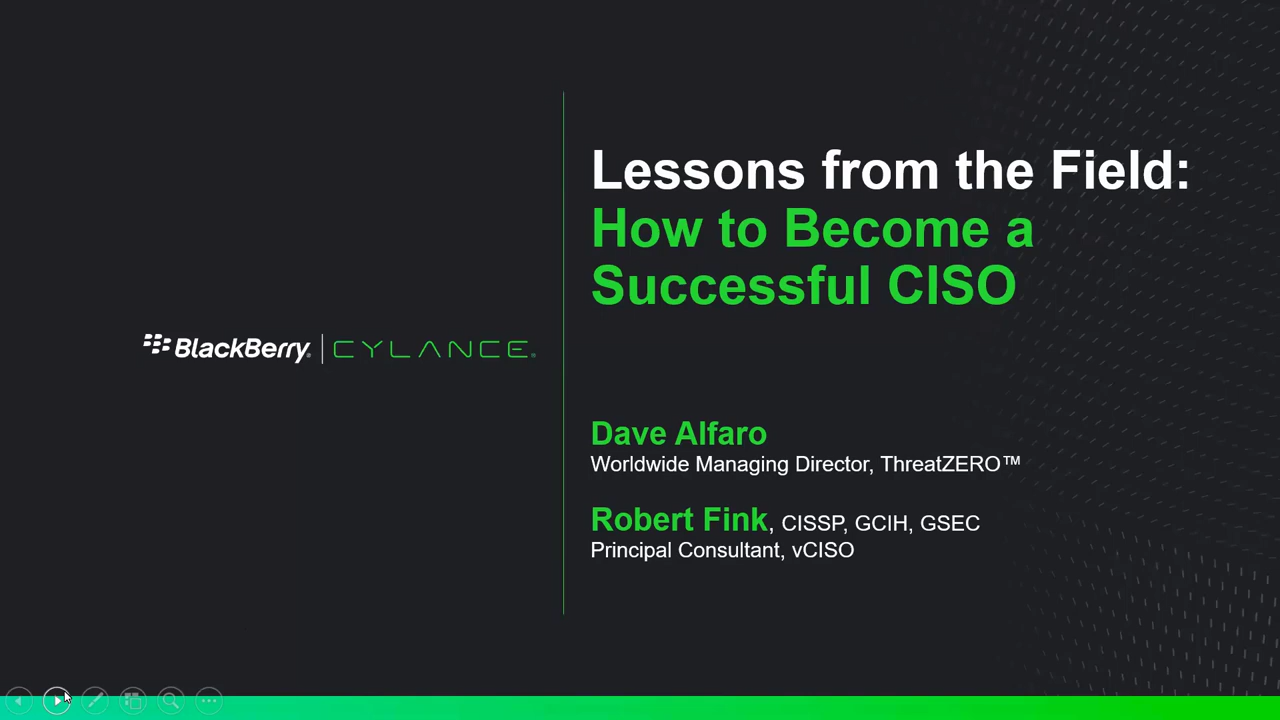 Lessons from the Field:
How to Become a
Successful CISO
BlackBerry® | CYLANCE®
Dave Alfaro
Worldwide Managing Director, ThreatZERO™
Robert Fink, CISSP, GCIH, GSEC
Principal Consultant, vCISO